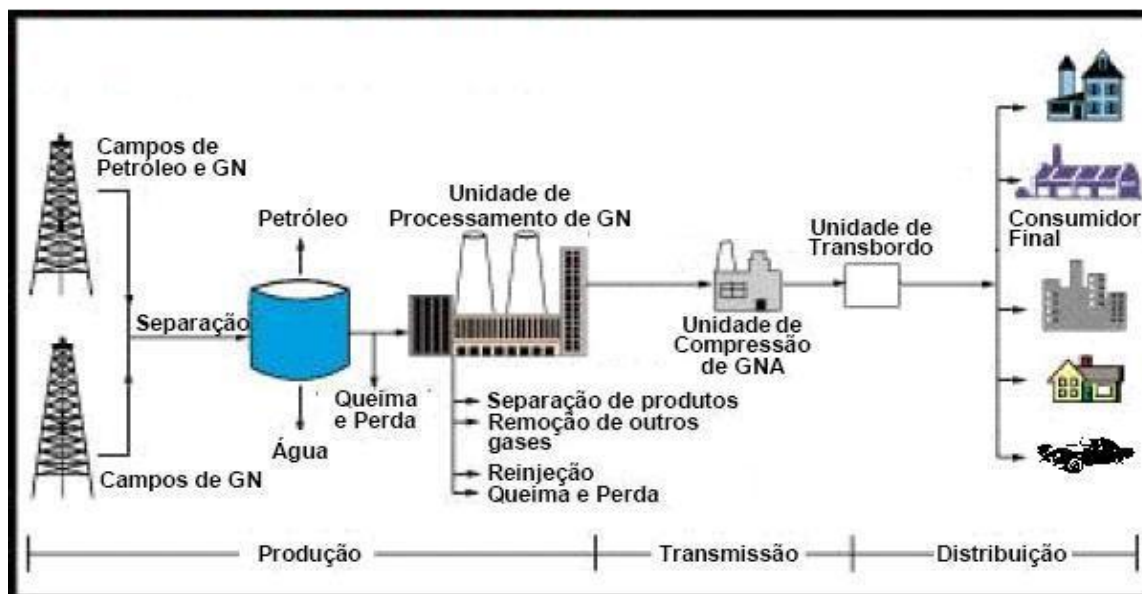 Campos de
Petróleo e GN
Campos de GN
Separação
Petróleo
Água
Queima
e Perda
Unidade de
Processamento de GN
Separação de produtos
Remoção de outros
gases
Reinjeção
Queima e Perda
Unidade de
Compressão
de GNA
Unidade de
Transbordo
Consumidor
Final
Produção
Transmissão
Distribuição